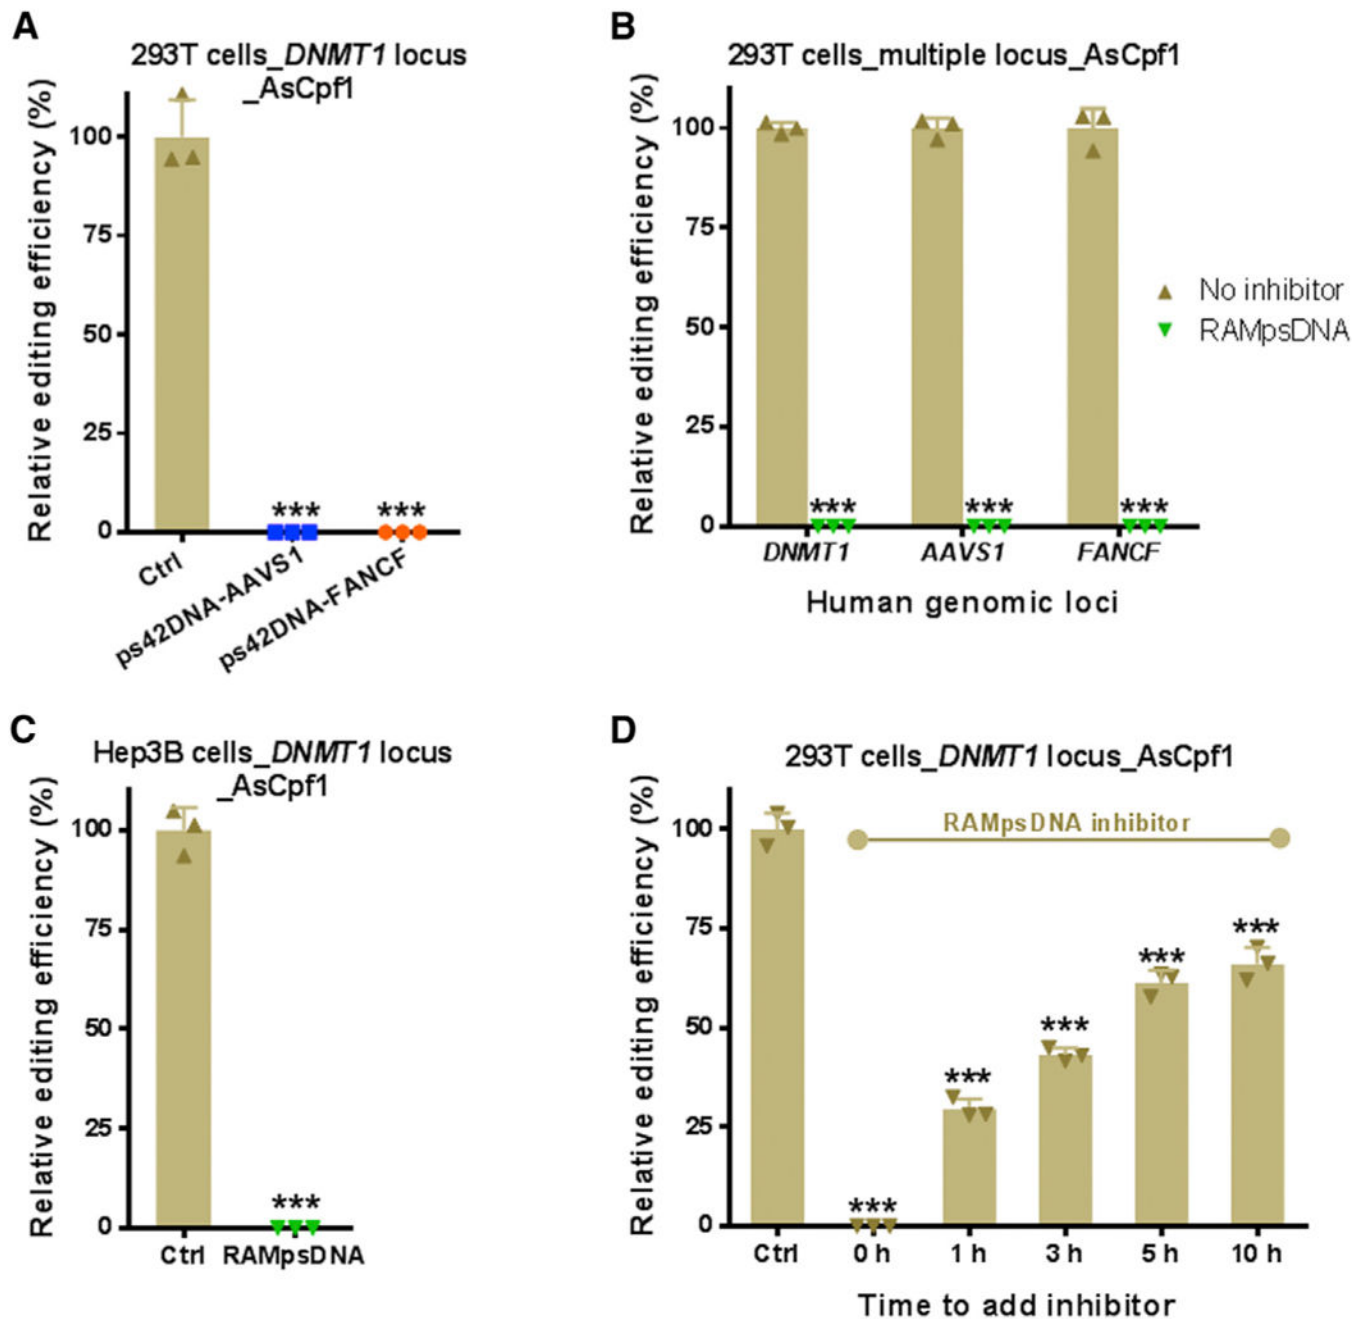 A
293T cells_DNMT1 locus
_AsCpf1
Relative editing efficiency (%)
100
75
50
25
0
***
***
Ctrl
ps42DNA-AAVS1
ps42DNA-FANCF
B
293T cells_multiple locus_AsCpf1
Relative editing efficiency (%)
100
75
50
25
0
***
***
***
DNMT1
AAVS1
FANCF
Human genomic loci
No inhibitor
RAMpsDNA
C
Hep3B cells_DNMT1 locus
_AsCpf1
Relative editing efficiency (%)
100
75
50
25
0
***
Ctrl
RAMpsDNA
D
293T cells_DNMT1 locus_AsCpf1
Relative editing efficiency (%)
100
75
50
25
0
RAMpsDNA inhibitor
***
***
***
***
***
Ctrl
0 h
1 h
3 h
5 h
10 h
Time to add inhibitor